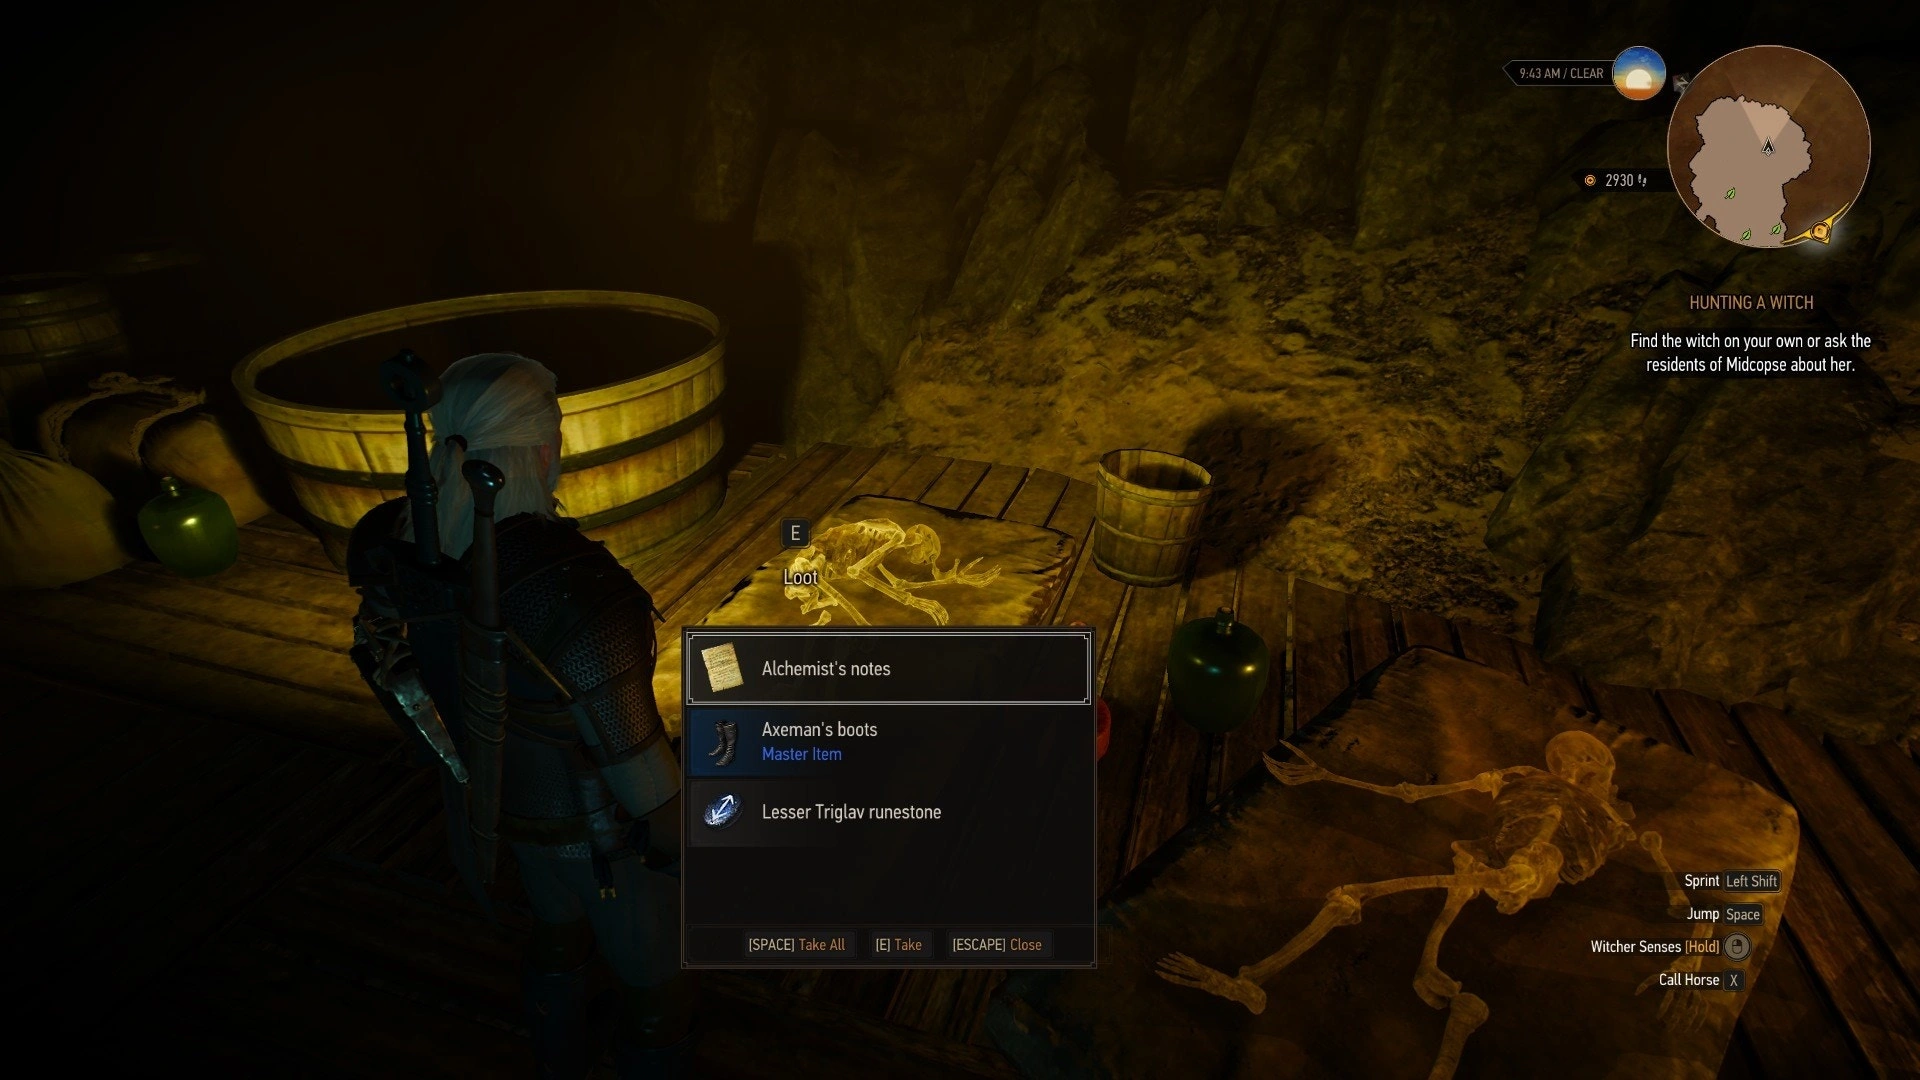 9:43 AM / CLEAR
2930
HUNTING A WITCH
Find the witch on your own or ask the
residents of Midcopse about her.
E
Loot
Alchemist's notes
Axeman's boots
Master Item
Lesser Triglav runestone
[SPACE] Take All [E] Take [ESCAPE] Close
Sprint Left Shift
Jump Space
Witcher Senses [Hold]
Call Horse X